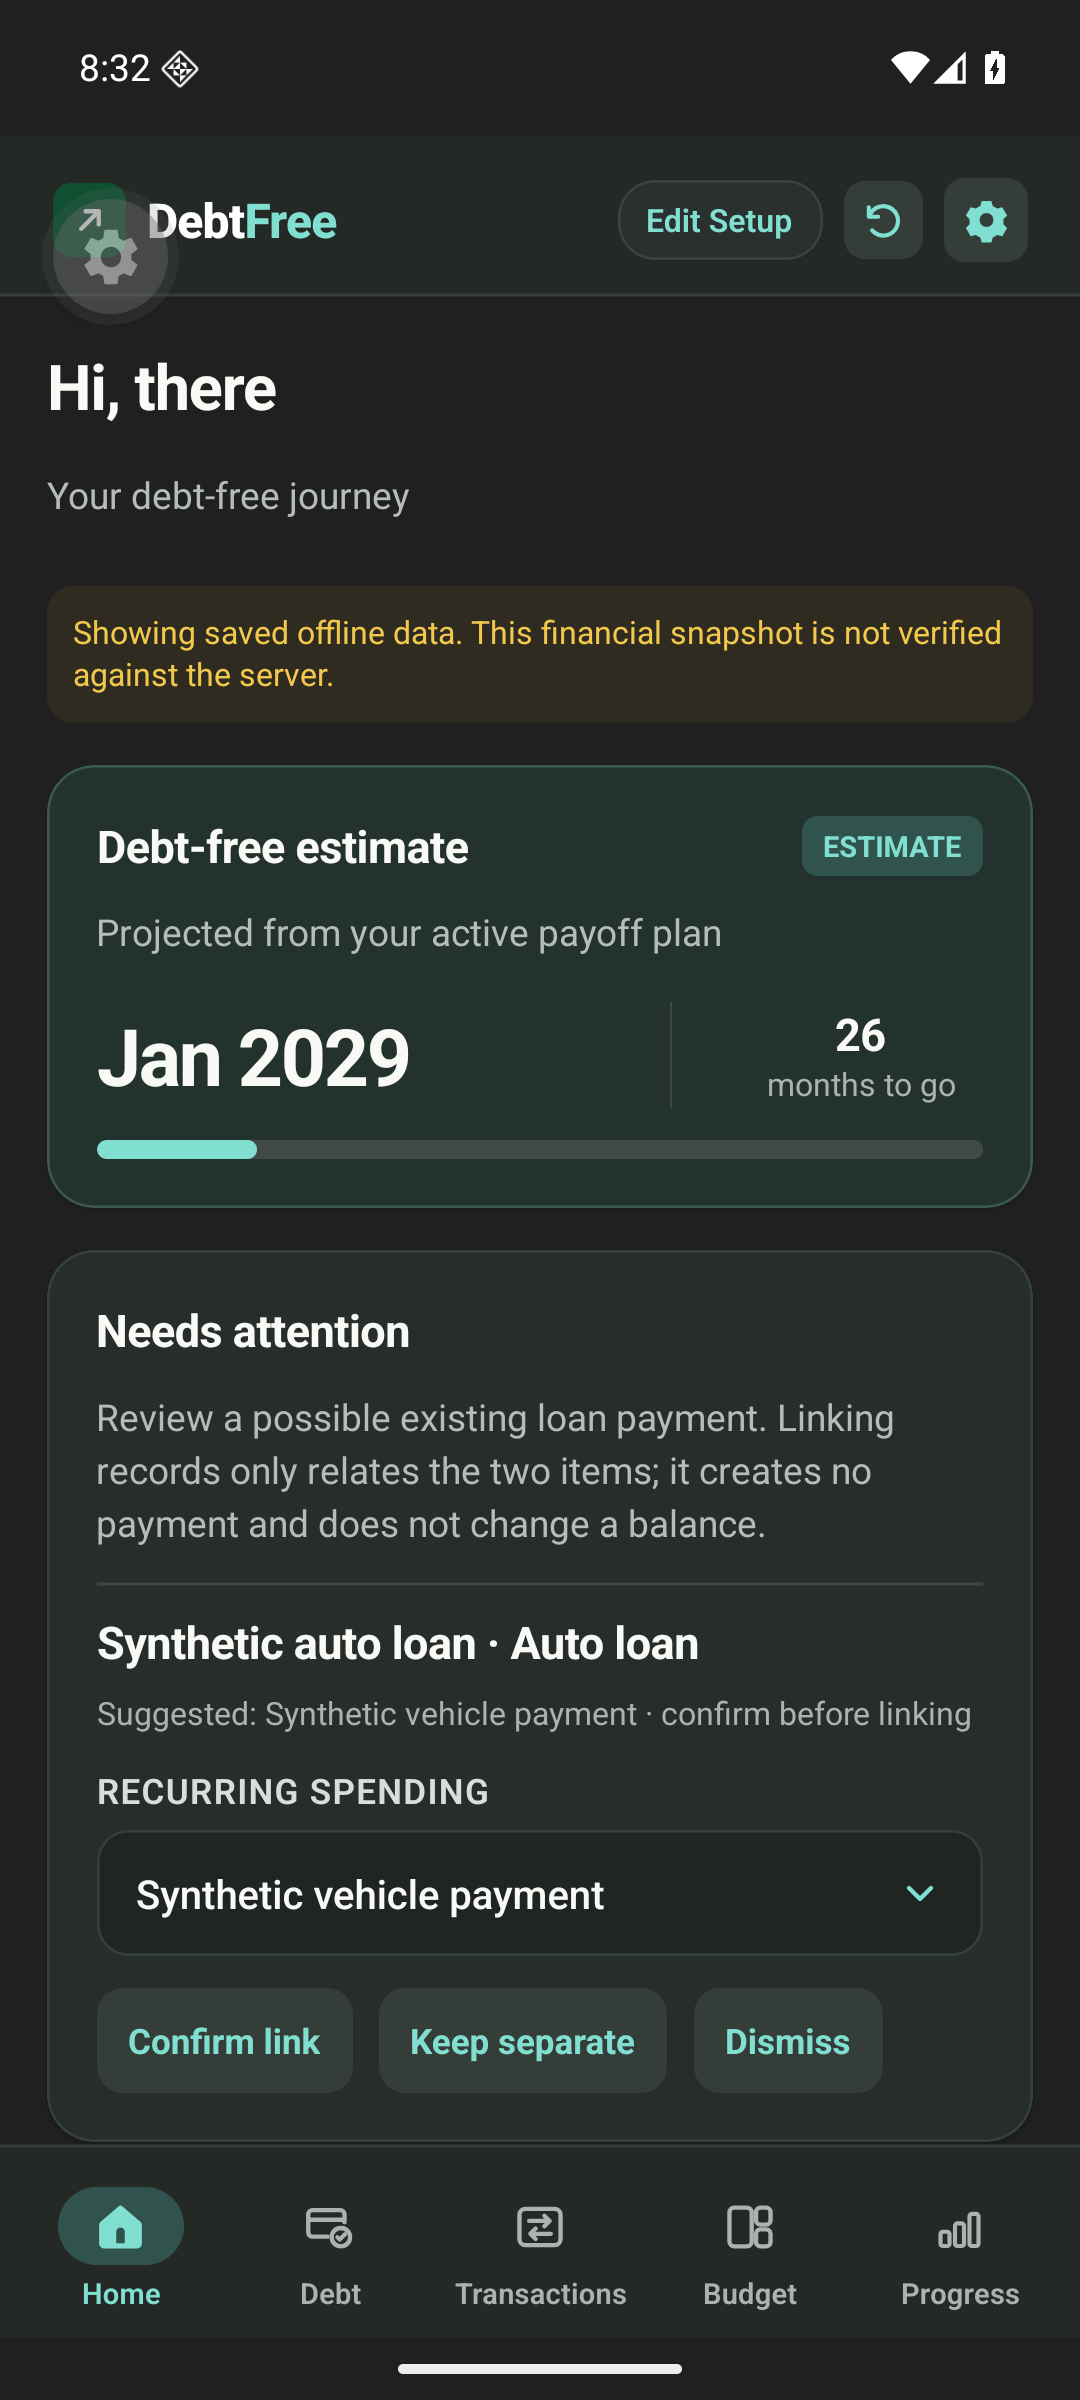 8:32
DebtFree
Edit Setup
Hi, there
Your debt-free journey
Showing saved offline data. This financial snapshot is not verified
against the server.
Debt-free estimate
ESTIMATE
Projected from your active payoff plan
Jan 2029
26
months to go
Needs attention
Review a possible existing loan payment. Linking
records only relates the two items; it creates no
payment and does not change a balance.
Synthetic auto loan · Auto loan
Suggested: Synthetic vehicle payment · confirm before linking
RECURRING SPENDING
Synthetic vehicle payment
Confirm link
Keep separate
Dismiss
Home
Debt
Transactions
Budget
Progress